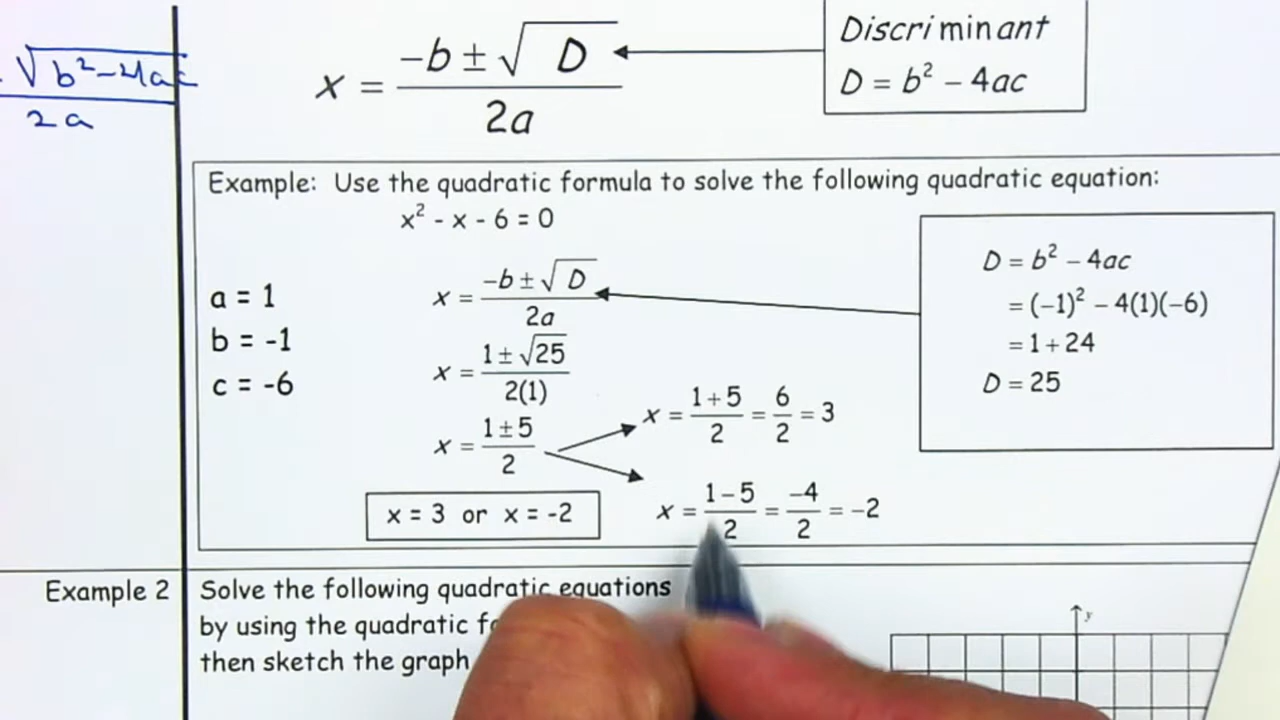 √b²-4ac
2a
x = (-b ± √D) / 2a
Discriminant
D = b² - 4ac
Example: Use the quadratic formula to solve the following quadratic equation:
x² - x - 6 = 0
a = 1
b = -1
c = -6
x = (-b ± √D) / 2a
x = (1 ± √25) / 2(1)
x = (1 ± 5) / 2
x = (1 + 5) / 2 = 6 / 2 = 3
x = (1 - 5) / 2 = -4 / 2 = -2
x = 3 or x = -2
D = b² - 4ac
= (-1)² - 4(1)(-6)
= 1 + 24
D = 25
Example 2
Solve the following quadratic equations
by using the quadratic
then sketch the graph
y